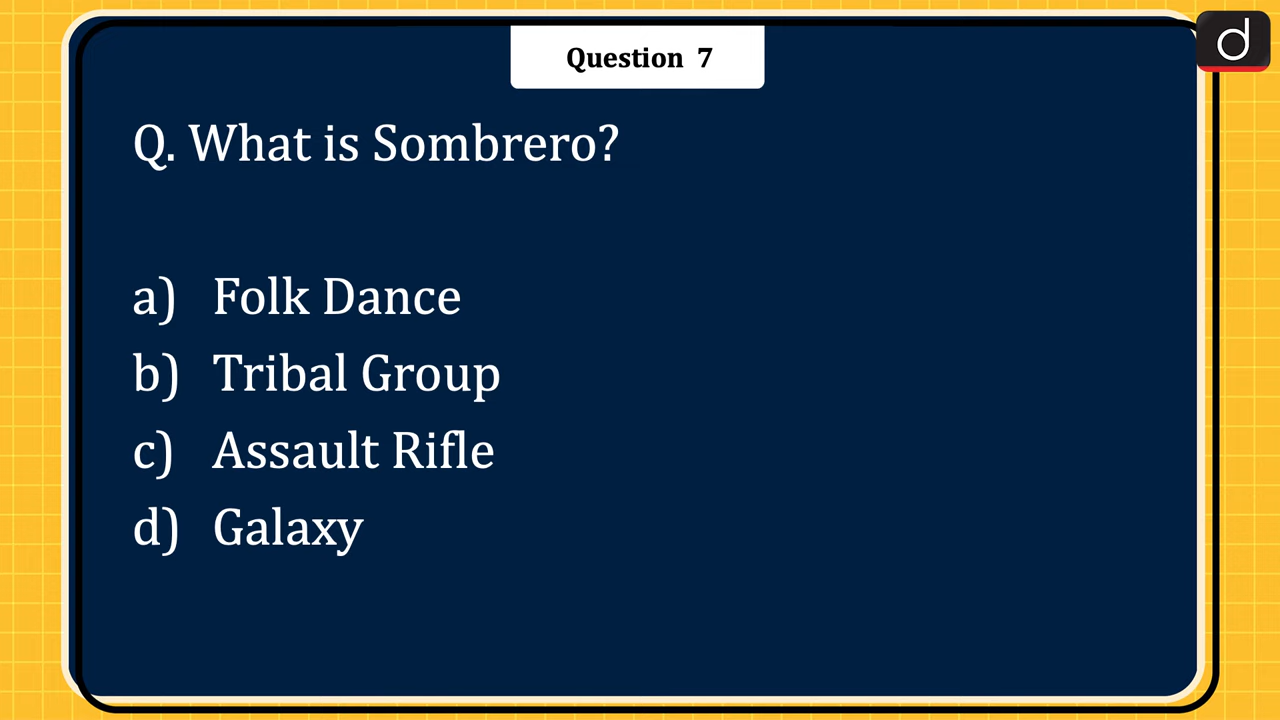 Question 7
d
Q. What is Sombrero?
a) Folk Dance
b) Tribal Group
c) Assault Rifle
d) Galaxy